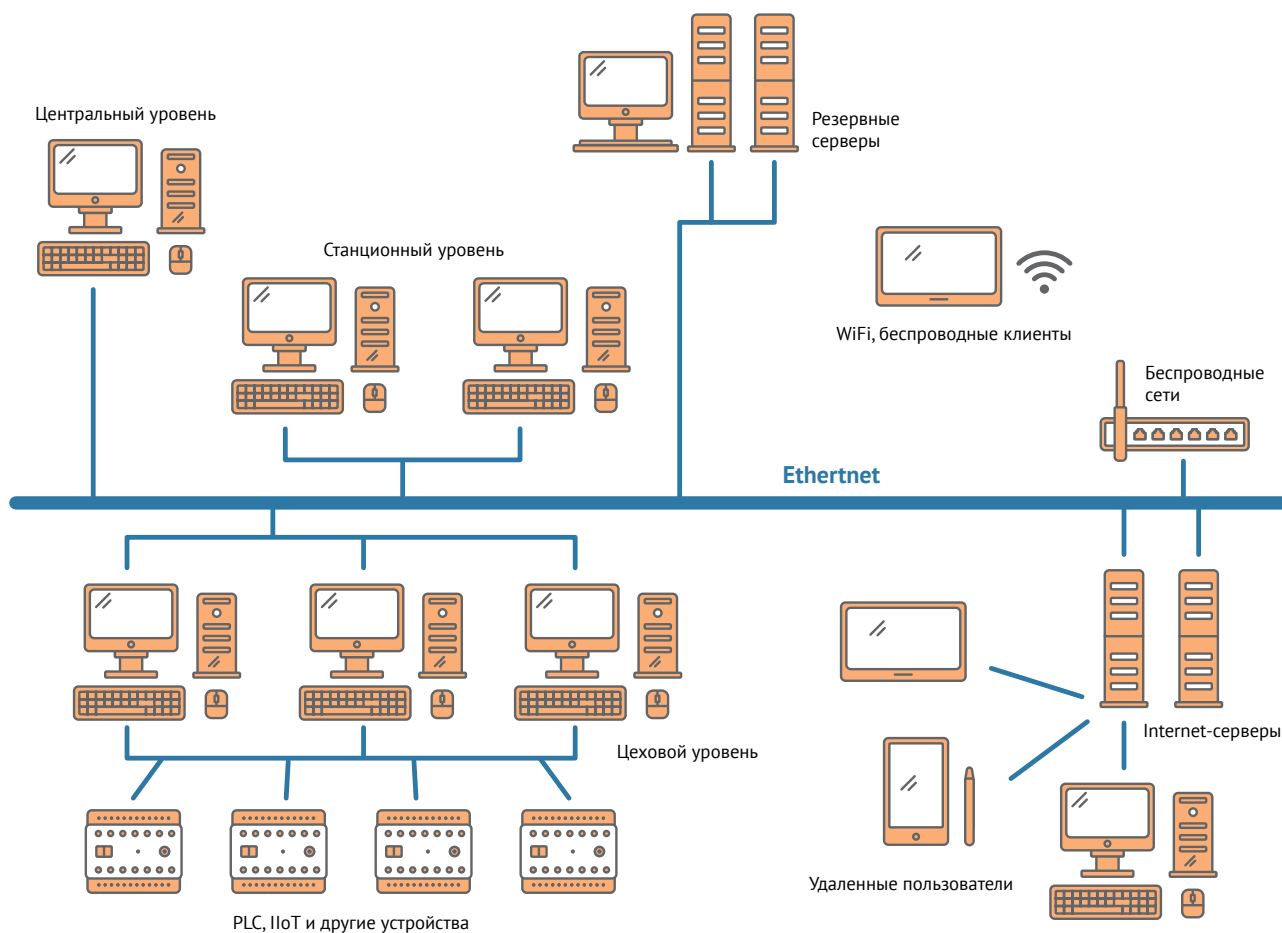 Центральный уровень
Резервные
серверы
Станционный уровень
WiFi, беспроводные клиенты
Беспроводные
сети
Ethertnet
Internet-серверы
Цеховой уровень
Удаленные пользователи
PLC, IIoT и другие устройства